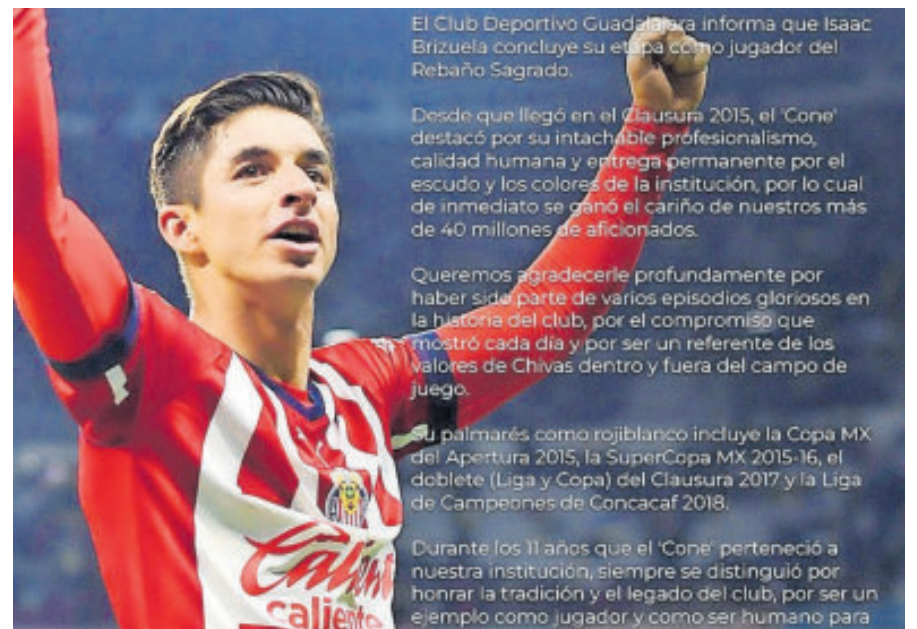 El Club Deportivo Guadalajara informa que Isaac
Brizuela concluye su etapa como jugador del
Rebaño Sagrado.
Desde que llegó en el Clausura 2015, el 'Cone'
destacó por su intachable profesionalismo,
calidad humana y entrega permanente por el
escudo y los colores de la institución, por lo cual
de inmediato se ganó el cariño de nuestros más
de 40 millones de aficionados.
Queremos agradecerle profundamente por
haber sido parte de varios episodios gloriosos en
la historia del club, por el compromiso que
mostró cada día y por ser un referente de los
valores de Chivas dentro y fuera del campo de
juego.
Su palmarés como rojiblanco incluye la Copa MX
del Apertura 2015, la SuperCopa MX 2015-16, el
doblete (Liga y Copa) del Clausura 2017 y la Liga
de Campeones de Concacaf 2018.
Durante los 11 años que el 'Cone' perteneció a
nuestra institución, siempre se distinguió por
honrar la tradición y el legado del club, por ser un
ejemplo como jugador y como ser humano para
Caliente
caliente